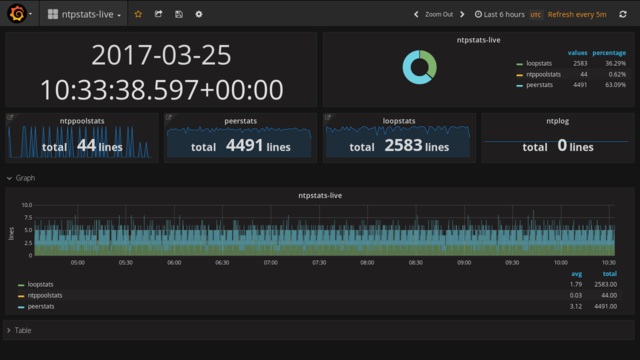 ntpstats-live
Zoom Out Last 6 hours UTC Refresh every 5m
2017-03-25
10:33:38.597+00:00
ntpstats-live
values percentage
loopstats 2583 36.29%
ntppoolstats 44 0.62%
peerstats 4491 63.09%
ntppoolstats
total 44 lines
peerstats
total 4491 lines
loopstats
total 2583 lines
ntplog
total 0 lines
Graph
ntpstats-live
lines
10.0
7.5
5.0
2.5
0
05:00 05:30 06:00 06:30 07:00 07:30 08:00 08:30 09:00 09:30 10:00 10:30
avg total
loopstats 1.79 2583.00
ntppoolstats 0.03 44.00
peerstats 3.12 4491.00
Table